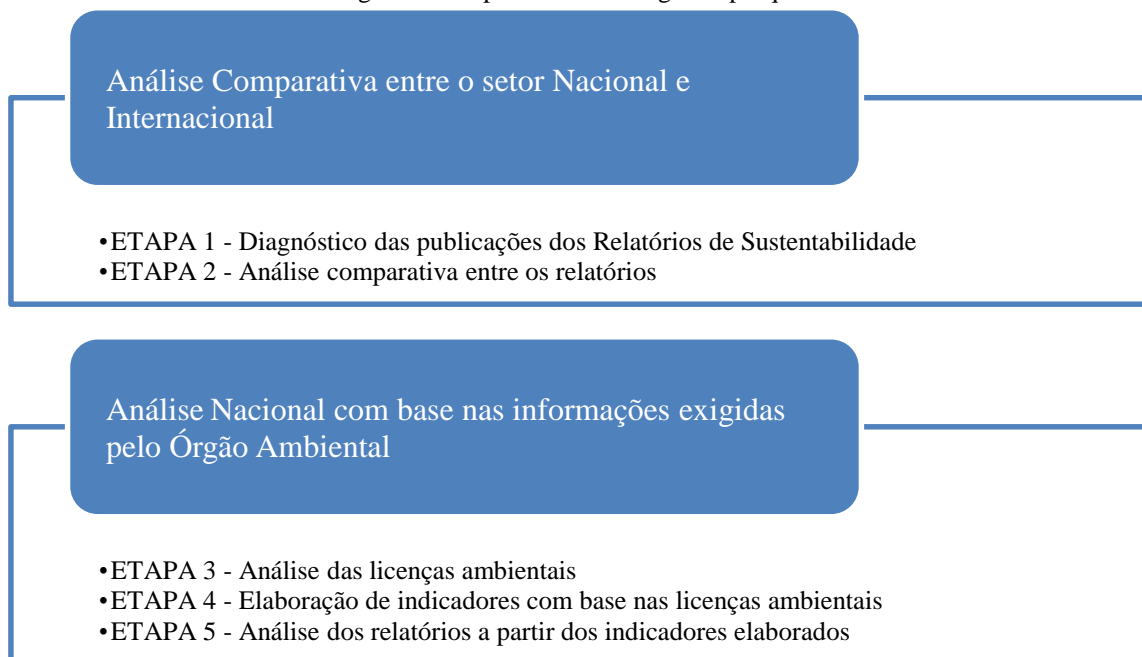 Análise Comparativa entre o setor Nacional e
Internacional
•ETAPA 1 - Diagnóstico das publicações dos Relatórios de Sustentabilidade
•ETAPA 2 - Análise comparativa entre os relatórios
Análise Nacional com base nas informações exigidas
pelo Órgão Ambiental
•ETAPA 3 - Análise das licenças ambientais
•ETAPA 4 - Elaboração de indicadores com base nas licenças ambientais
•ETAPA 5 - Análise dos relatórios a partir dos indicadores elaborados